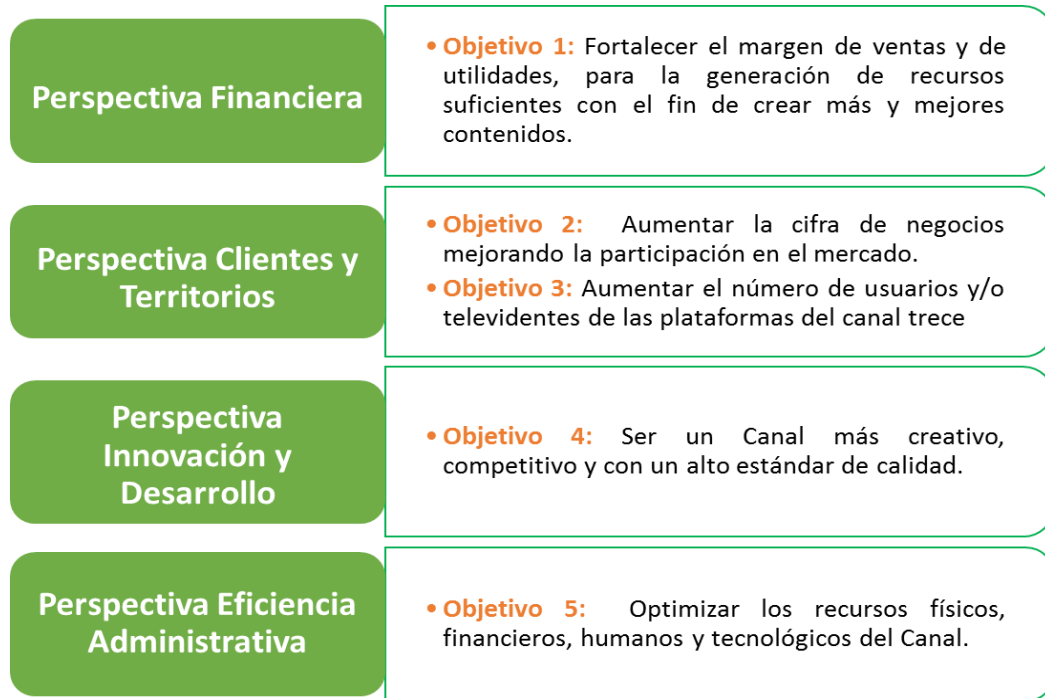 Perspectiva Financiera
• Objetivo 1: Fortalecer el margen de ventas y de
utilidades, para la generación de recursos
suficientes con el fin de crear más y mejores
contenidos.
Perspectiva Clientes y
Territorios
• Objetivo 2: Aumentar la cifra de negocios
mejorando la participación en el mercado.
• Objetivo 3: Aumentar el número de usuarios y/o
televidentes de las plataformas del canal trece
Perspectiva
Innovación y
Desarrollo
• Objetivo 4: Ser un Canal más creativo,
competitivo y con un alto estándar de calidad.
Perspectiva Eficiencia
Administrativa
• Objetivo 5: Optimizar los recursos físicos,
financieros, humanos y tecnológicos del Canal.